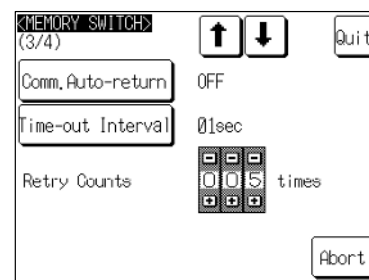 <MEMORY SWITCH>
(3/4)
Quit
Comm.Auto-return OFF
Time-out Interval 01sec
Retry Counts 005 times
Abort